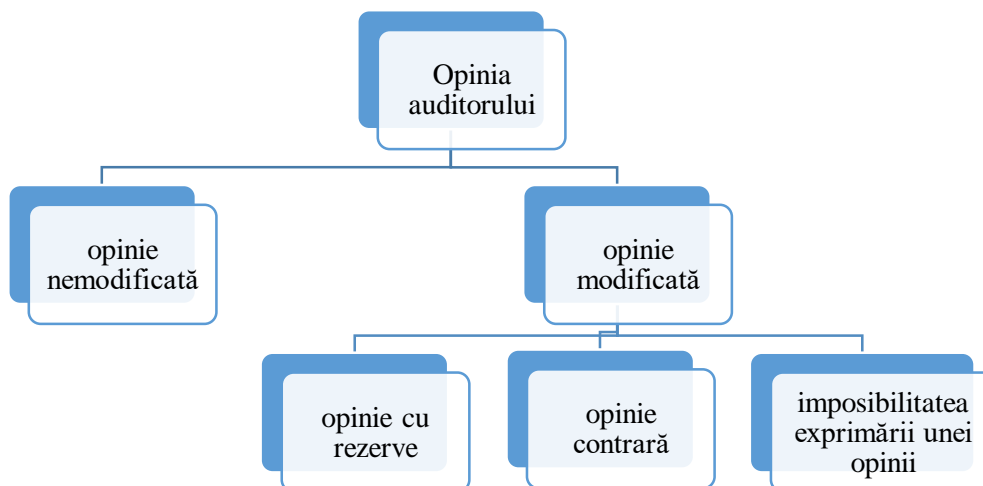 Opinia
auditorului
opinie
nemodificată
opinie
modificată
opinie cu
rezerve
opinie
contrară
imposibilitatea
exprimării unei
opinii